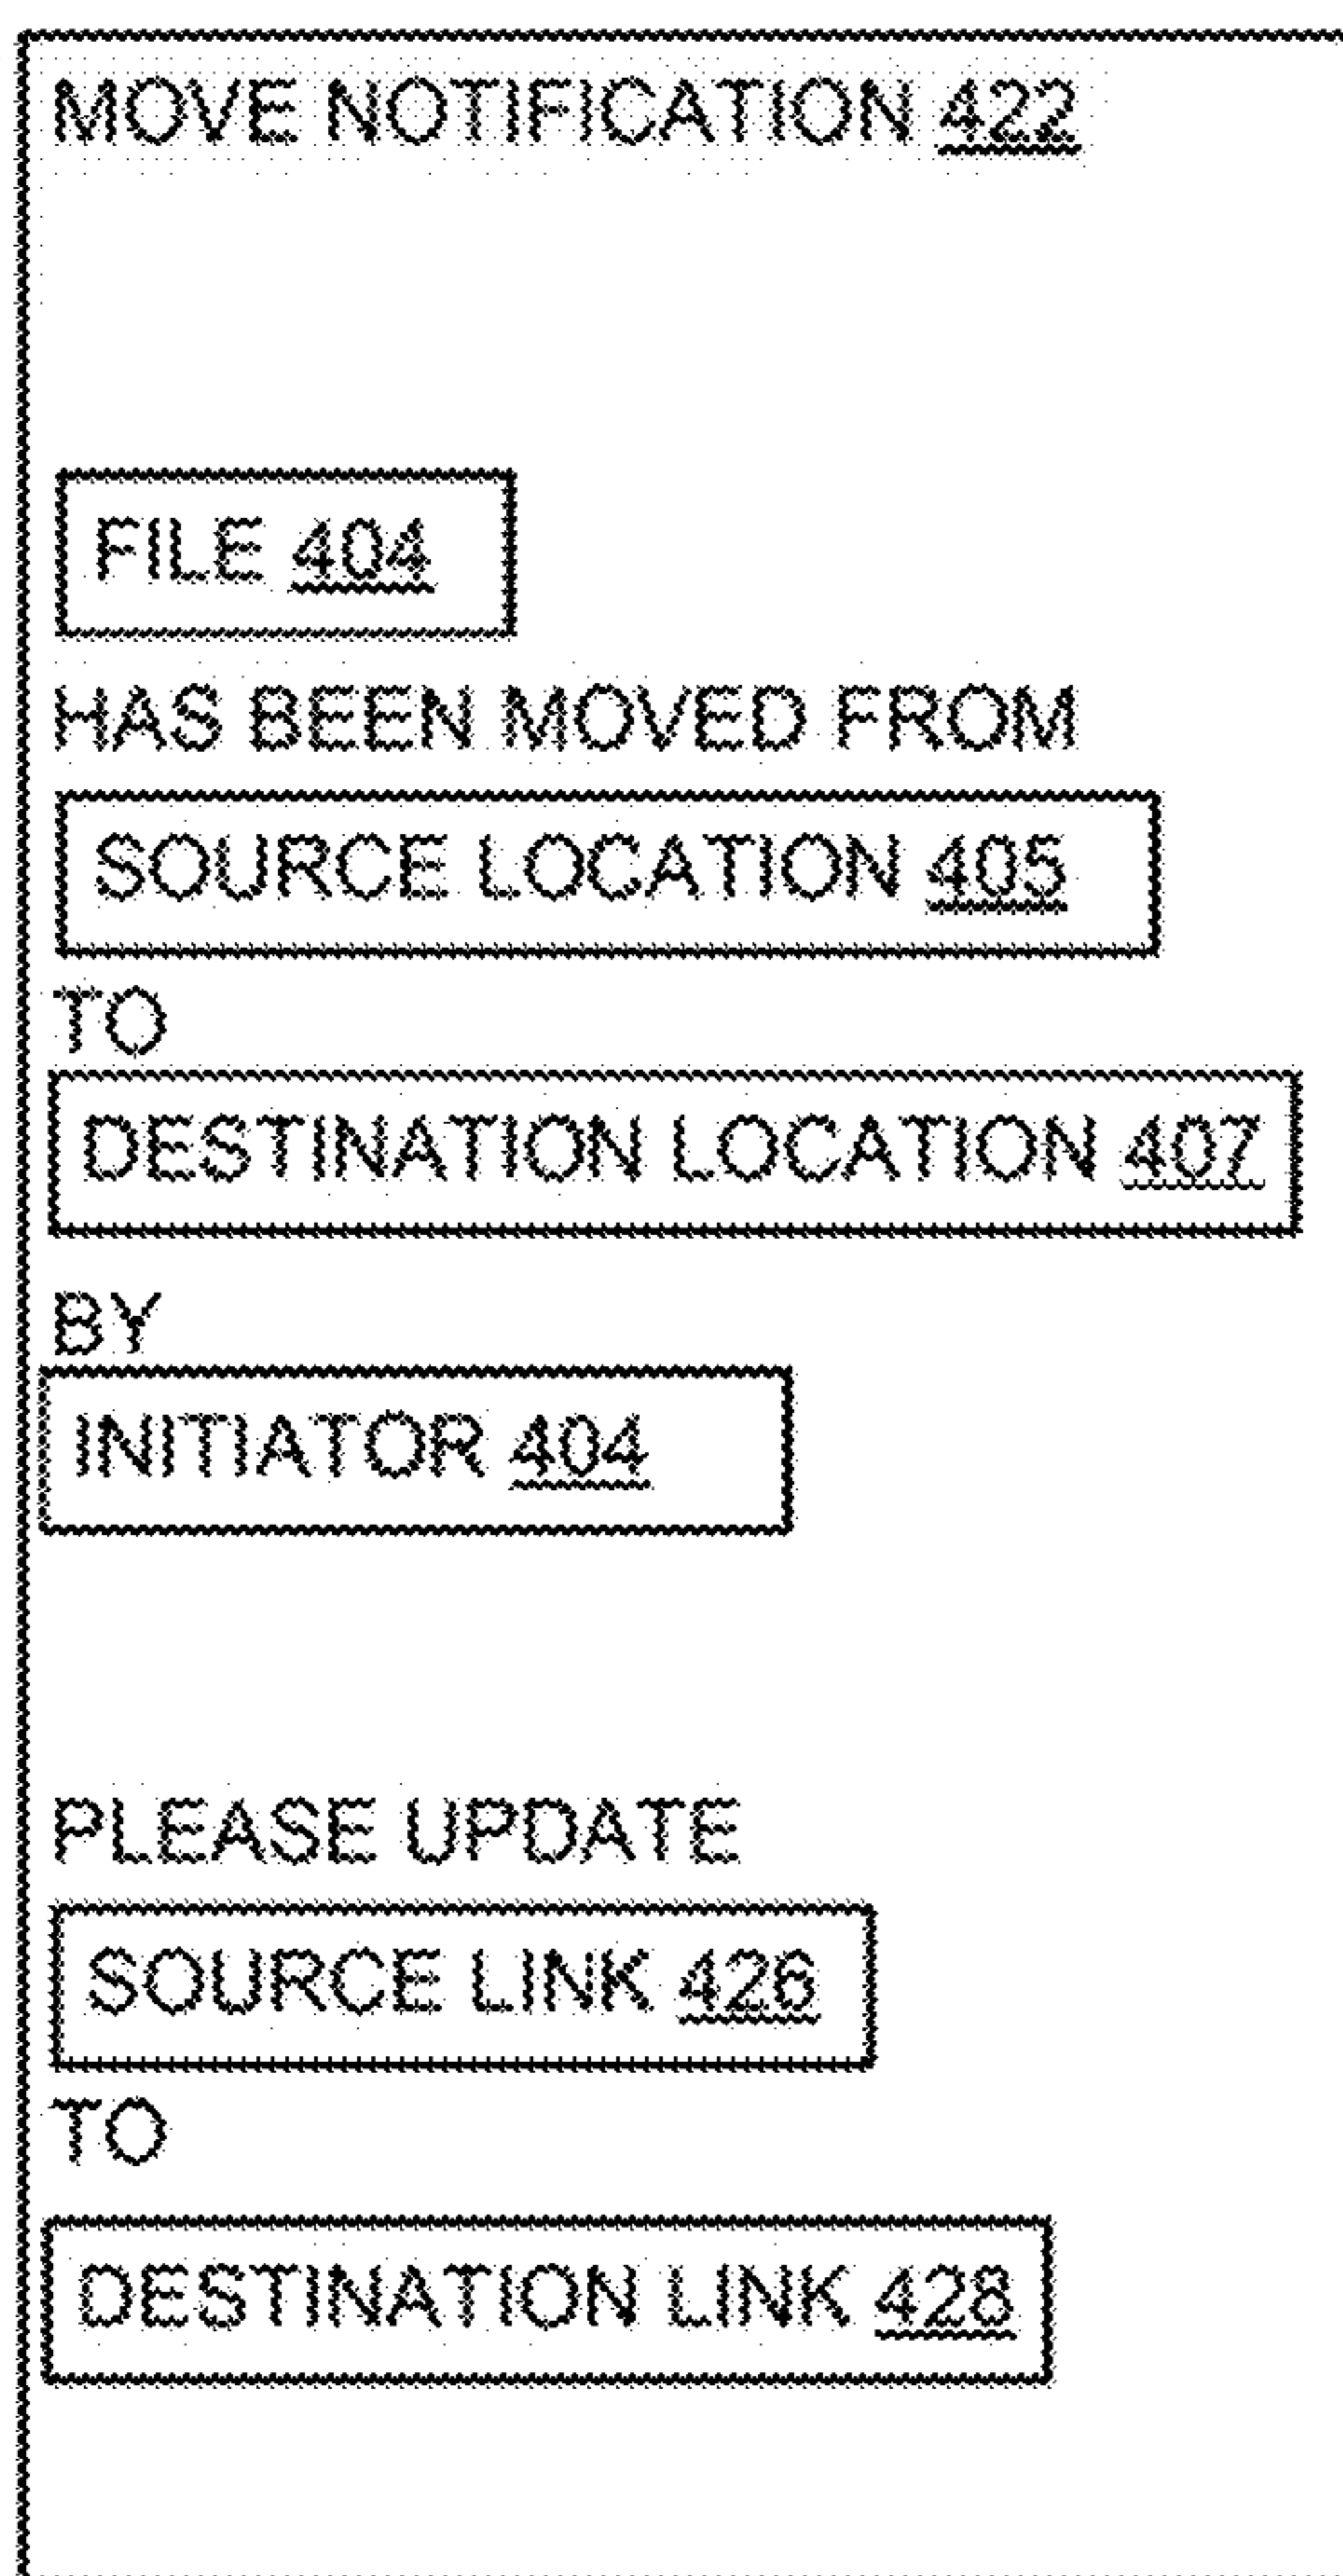 MOVE NOTIFICATION 422
FILE 404
HAS BEEN MOVED FROM
SOURCE LOCATION 405
TO
DESTINATION LOCATION 407
BY
INITIATOR 404
PLEASE UPDATE
SOURCE LINK 426
TO
DESTINATION LINK 428